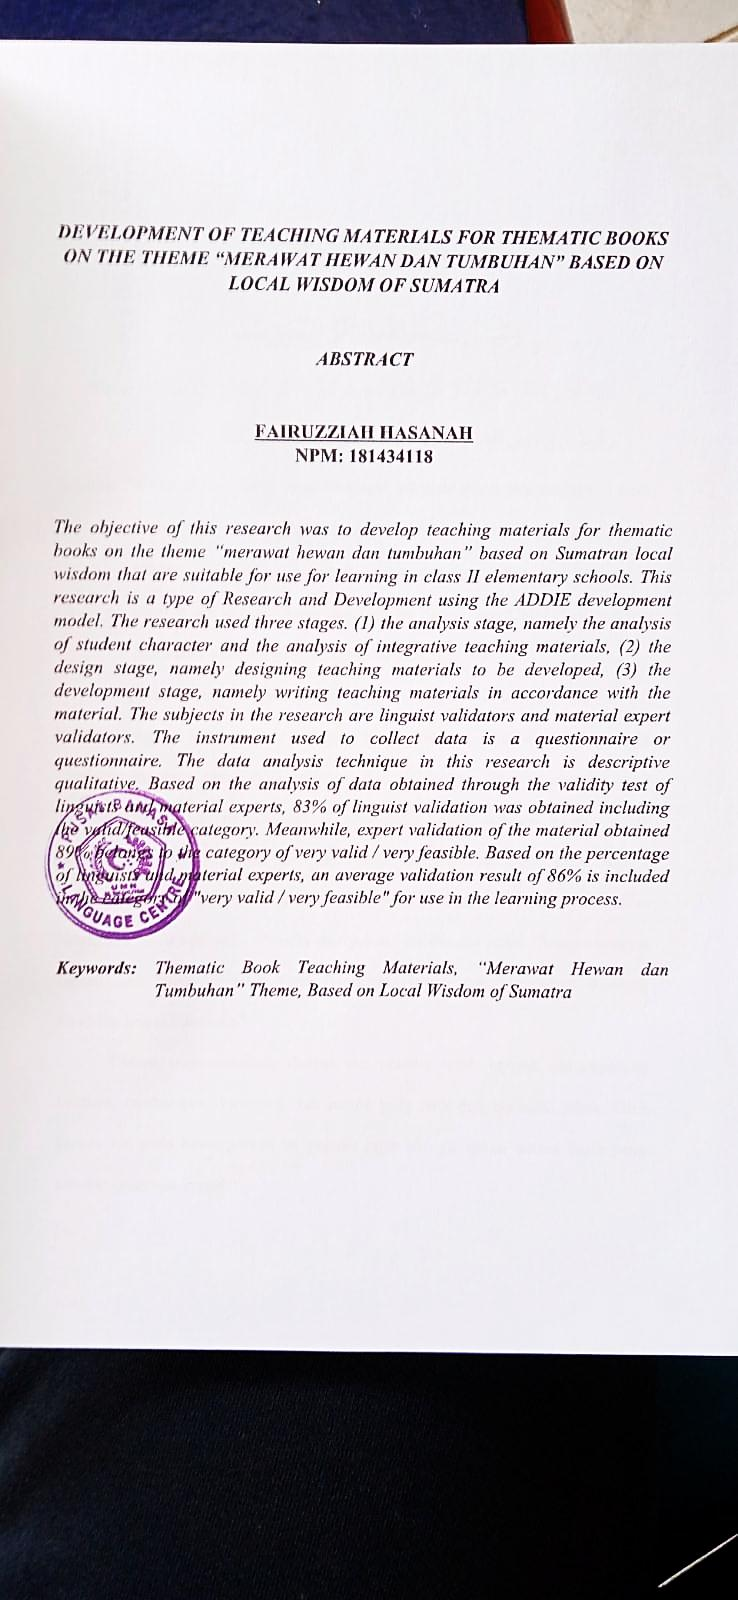 DEVELOPMENT OF TEACHING MATERIALS FOR THEMATIC BOOKS
ON THE THEME “MERAWAT HEWAN DAN TUMBUHAN” BASED ON
LOCAL WISDOM OF SUMATRA
ABSTRACT
FAIRUZZIAH HASANAH
NPM: 181434118
The objective of this research was to develop teaching materials for thematic
books on the theme "merawat hewan dan tumbuhan" based on Sumatran local
wisdom that are suitable for use for learning in class II elementary schools. This
research is a type of Research and Development using the ADDIE development
model. The research used three stages. (1) the analysis stage, namely the analysis
of student character and the analysis of integrative teaching materials, (2) the
design stage, namely designing teaching materials to be developed, (3) the
development stage, namely writing teaching materials in accordance with the
material. The subjects in the research are linguist validators and material expert
validators. The instrument used to collect data is a questionnaire or
questionnaire. The data analysis technique in this research is descriptive
qualitative. Based on the analysis of data obtained through the validity test of
linguists and material experts, 83% of linguist validation was obtained including
the valid/feasible category. Meanwhile, expert validation of the material obtained
89% belongs to the category of very valid / very feasible. Based on the percentage
of linguists and material experts, an average validation result of 86% is included
in the category of "very valid / very feasible" for use in the learning process.
PUSAT BAHASA
UMN
LANGUAGE CENTRE
Keywords: Thematic Book Teaching Materials, “Merawat Hewan dan
Tumbuhan” Theme, Based on Local Wisdom of Sumatra